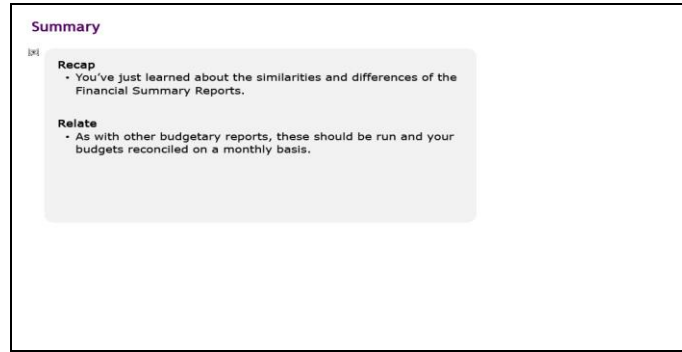 Summary
Recap
• You've just learned about the similarities and differences of the
Financial Summary Reports.
Relate
• As with other budgetary reports, these should be run and your
budgets reconciled on a monthly basis.